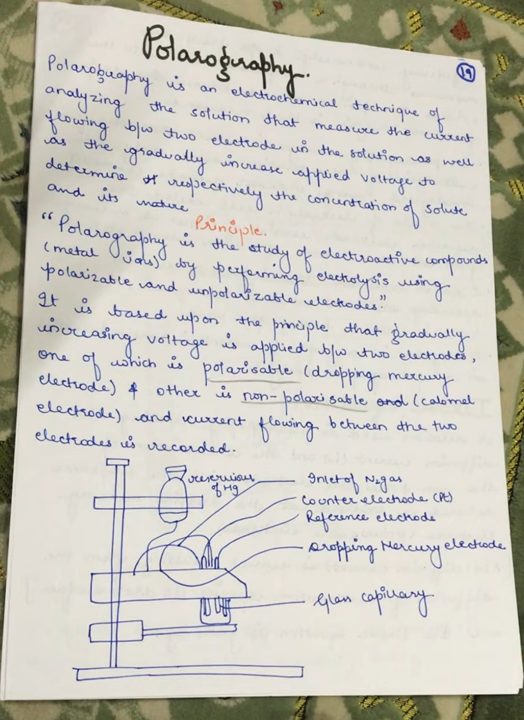 Polarography.
19
Polarography is an electrochemical technique of
analyzing the solution that measure the current
flowing b/w two electrode in the solution as well
as the gradually increase applied voltage to
determine respectively the concentration of solute
and its nature
Principle.
"Polarography is the study of electroactive compounds
(metal ions) by performing electolysis using
polarizable and unpolarizable electrodes"
It is based upon the principle that gradually
increasing voltage is applied b/w two electrodes,
one of which is polarisable (dropping mercury
electrode) & other is non-polarisable and (calomel
electrode) and current flowing between the two
electrodes is recorded.
reservious of Hg
Inlet of N2 gas
Counter electrode (Pt)
Reference electrode
Dropping Mercury electrode
Glass capillary